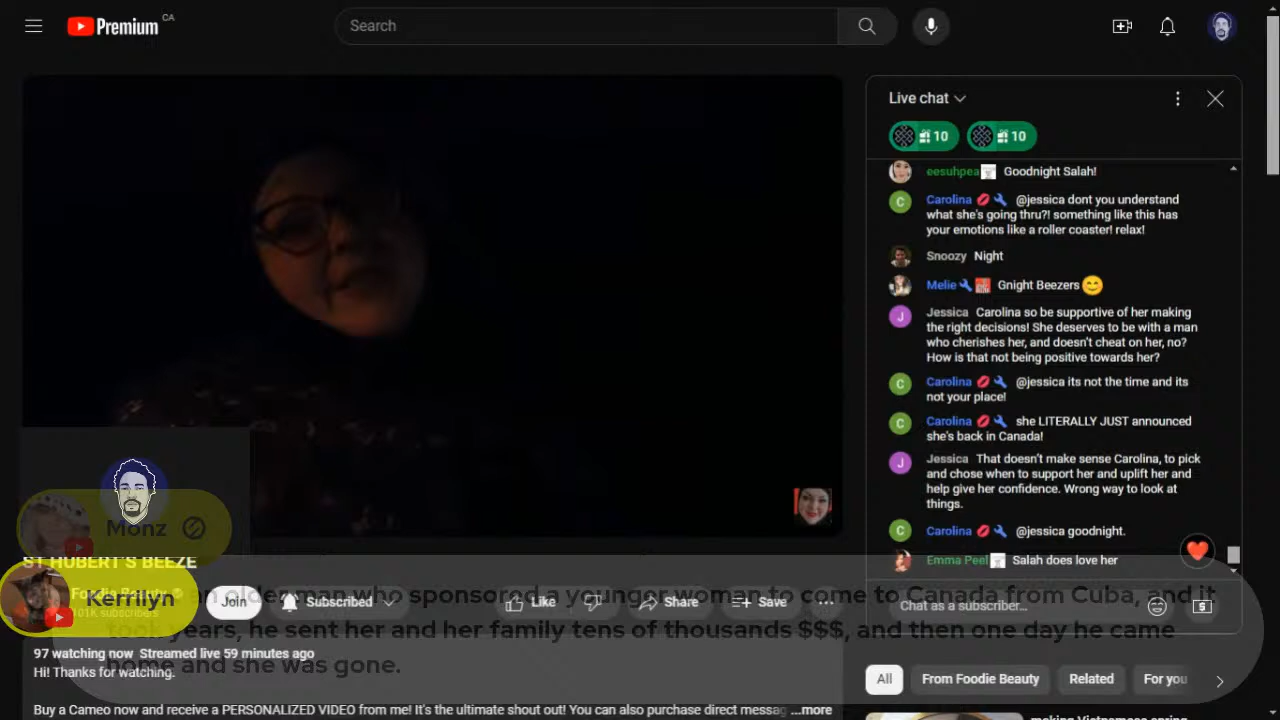 Premium CA
Search
Live chat
10
10
eesuhpea Goodnight Salah!
Carolina @jessica dont you understand
what she's going thru?! something like this has
your emotions like a roller coaster! relax!
Snoozy Night
Melie Gnight Beezers
J
Jessica Carolina so be supportive of her making
the right decisions! She deserves to be with a man
who cherishes her, and doesn't cheat on her, no?
How is that not being positive towards her?
C
Carolina @jessica its not the time and its
not your place!
C
Carolina she LITERALLY JUST announced
she's back in Canada!
J
Jessica That doesn't make sense Carolina, to pick
and chose when to support her and uplift her and
help give her confidence. Wrong way to look at
things.
C
Carolina @jessica goodnight.
Emma Peel Salah does love her
Chat as a subscriber...
Monz
ST HUBERT'S BEEZE
Foodie Beauty
101K subscribers
Kerrilyn
an older man who sponsored a younger woman to come to Canada from Cuba, and it
took years, he sent her and her family tens of thousands $$$, and then one day he came
home and she was gone.
Join
Subscribed
Like
Share
Save
97 watching now Streamed live 59 minutes ago
Hi! Thanks for watching.
Buy a Cameo now and receive a PERSONALIZED VIDEO from me! It's the ultimate shout out! You can also purchase direct messag ...more
All
From Foodie Beauty
Related
For you
making Vietnamese spring